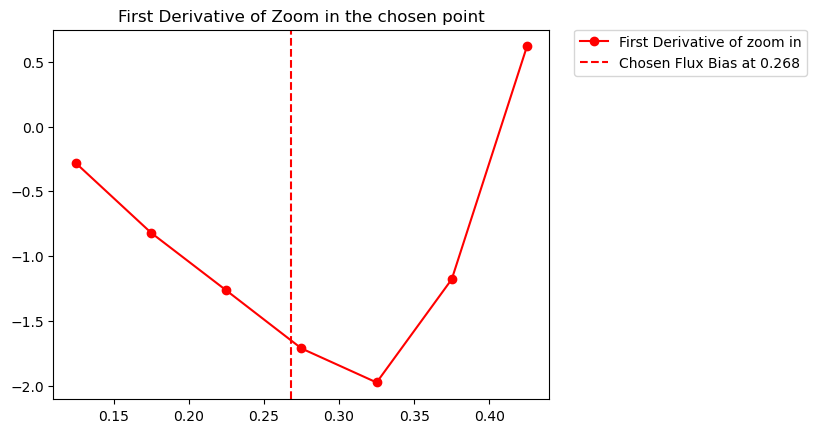 First Derivative of Zoom in the chosen point
First Derivative of zoom in
Chosen Flux Bias at 0.268
0.5
0.0
−0.5
−1.0
−1.5
−2.0
0.15 0.20 0.25 0.30 0.35 0.40